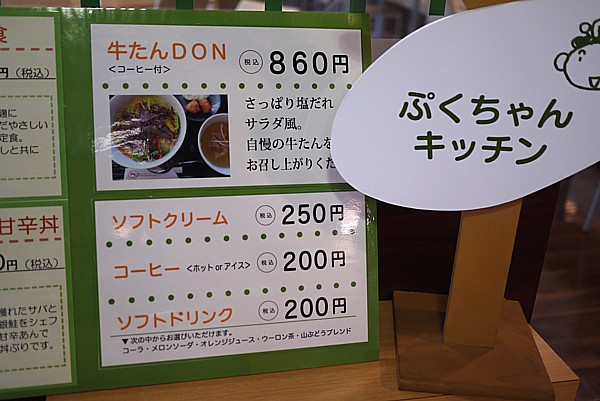 食
円（税込）
だやさしい
定食。
しと共に
甘辛丼
0円（税込）
獲れたサバと
銀鮭をシェフ
甘辛あんで
丼ぶりです。
牛たんDON 税込 860円
＜コーヒー付＞
さっぱり塩だれ
サラダ風。
自慢の牛たんを
お召し上がりくだ
ソフトクリーム 税込 250円
コーヒー ＜ホット or アイス＞ 税込 200円
ソフトドリンク 税込 200円
▼次の中からお選びいただけます。
コーラ・メロンソーダ・オレンジジュース・ウーロン茶・山ぶどうブレンド
ぷくちゃん
キッチン